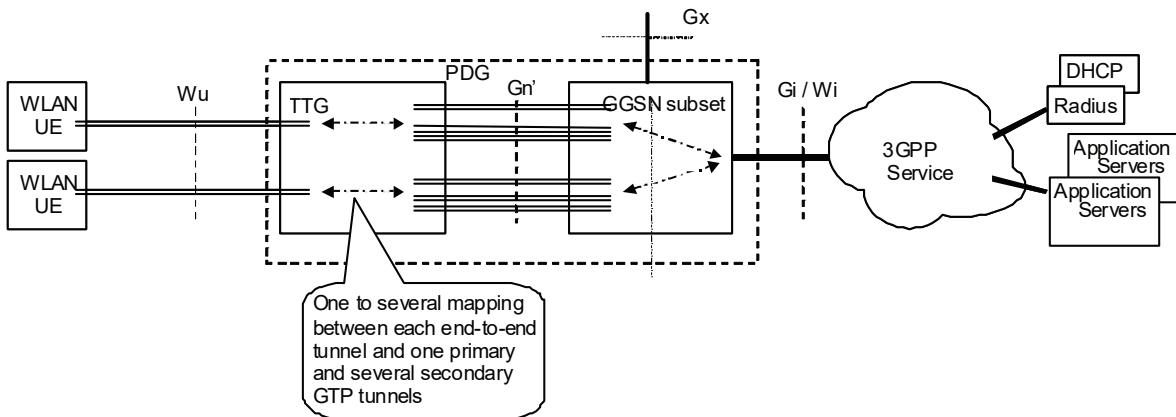 Gx
PDG
WLAN
UE
Wu
TTG
Gn’
GGSN subset
Gi / Wi
DHCP
Radius
3GPP
Service
Application
Servers
Application
Servers
WLAN
UE
One to several mapping
between each end-to-end
tunnel and one primary
and several secondary
GTP tunnels